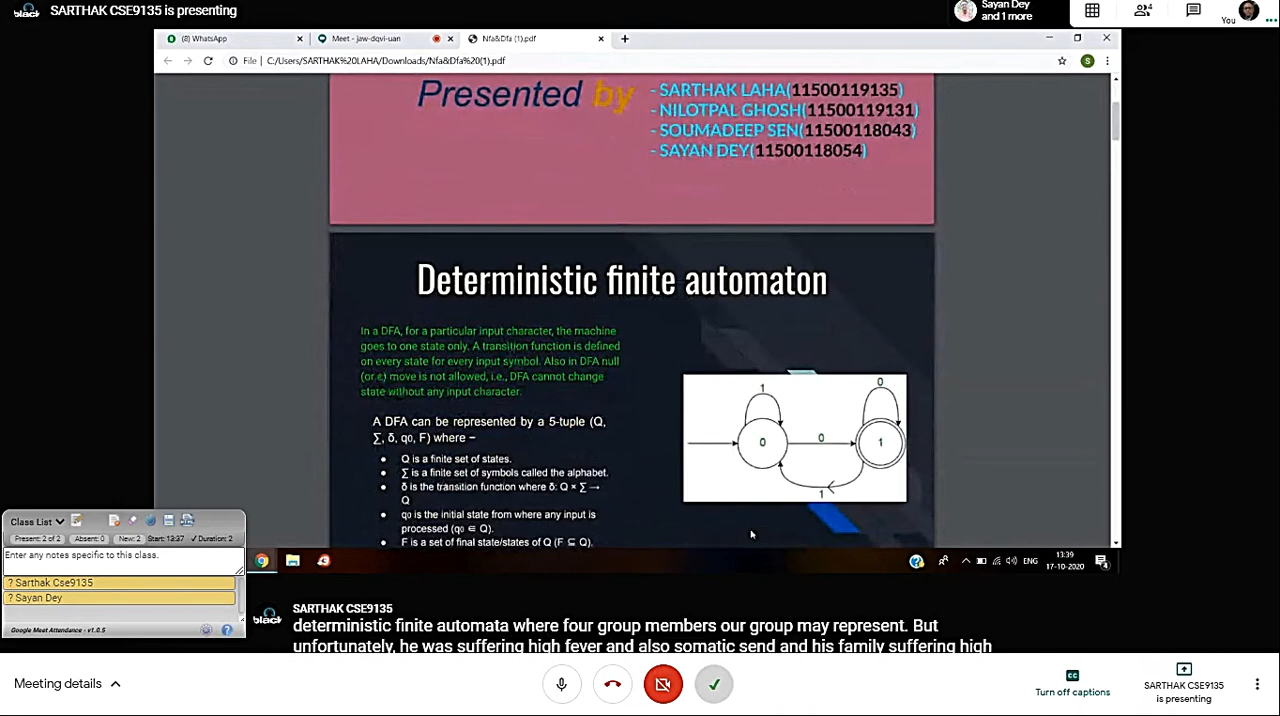 SARTHAK CSE9135 is presenting
Sayan Dey
and 1 more
4
You
(8) WhatsApp
Meet - jaw-dqvi-uan
Nfa&Dfa (1).pdf
File | C:/Users/SARTHAK%20LAHA/Downloads/Nfa&Dfa%20(1).pdf
S
Presented by
- SARTHAK LAHA(11500119135)
- NILOTPAL GHOSH(11500119131)
- SOUMADEEP SEN(11500118043)
- SAYAN DEY(11500118054)
Deterministic finite automaton
In a DFA, for a particular input character, the machine
goes to one state only. A transition function is defined
on every state for every input symbol. Also in DFA null
(or ε) move is not allowed, i.e., DFA cannot change
state without any input character.
A DFA can be represented by a 5-tuple (Q,
∑, δ, q0, F) where −
Q is a finite set of states.
∑ is a finite set of symbols called the alphabet.
δ is the transition function where δ: Q × ∑ →
Q
q0 is the initial state from where any input is
processed (q0 ∈ Q).
F is a set of final state/states of Q (F ⊆ Q).
1
0
0
0
1
1
Class List
Present: 2 of 2 Absent: 0 New: 2 Start: 13:37 ✓Duration: 2
Enter any notes specific to this class.
? Sarthak Cse9135
? Sayan Dey
Google Meet Attendance - v1.0.5
ENG
13:39
17-10-2020
black
SARTHAK CSE9135
deterministic finite automata where four group members our group may represent. But
unfortunately, he was suffering high fever and also somatic send and his family suffering high
Meeting details
Turn off captions
SARTHAK CSE9135
is presenting